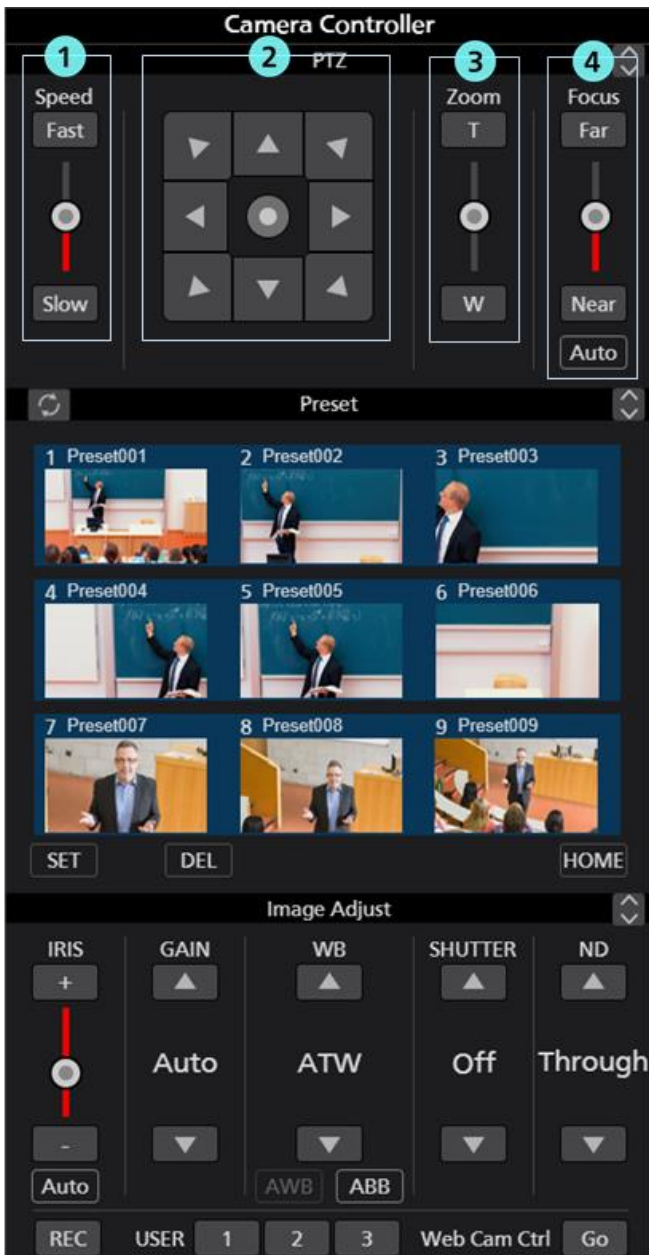 Camera Controller
1 2 PTZ 3 4
Speed Zoom Focus
Fast T Far
Slow W Near
Auto
Preset
1 Preset001 2 Preset002 3 Preset003
4 Preset004 5 Preset005 6 Preset006
7 Preset007 8 Preset008 9 Preset009
SET DEL HOME
Image Adjust
IRIS GAIN WB SHUTTER ND
+
Auto ATW Off Through
-
Auto AWB ABB
REC USER 1 2 3 Web Cam Ctrl Go